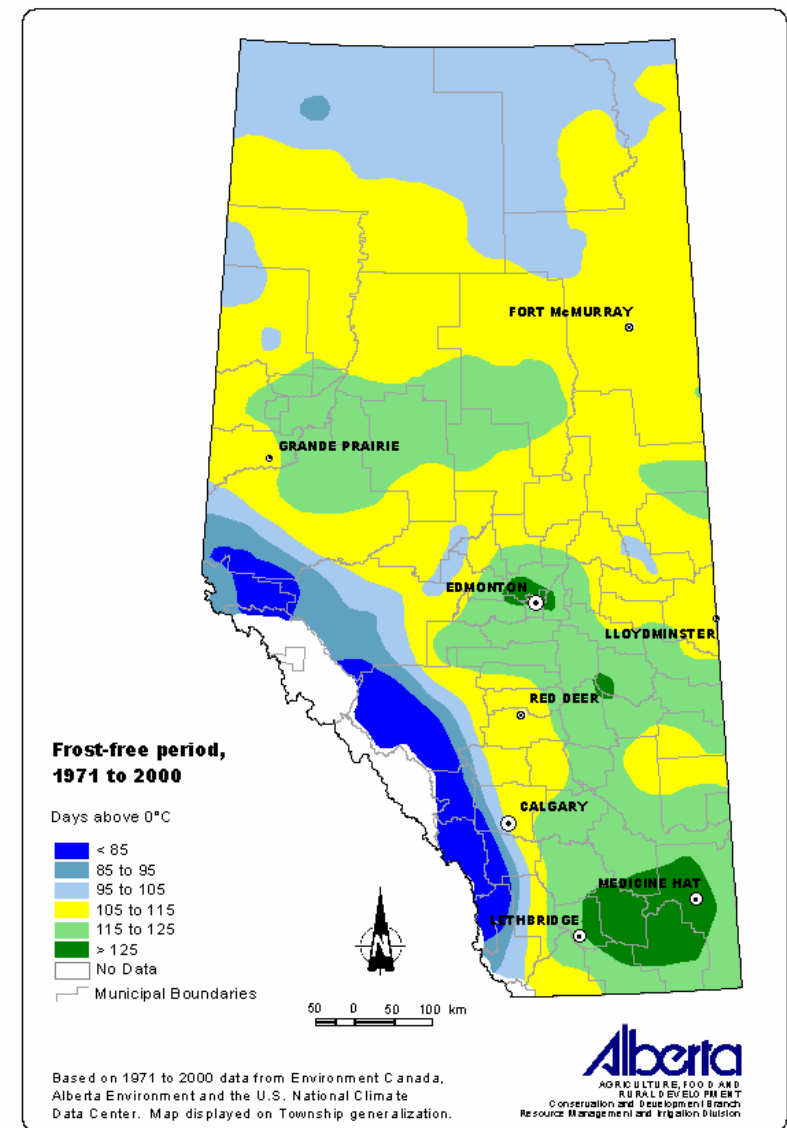 FORT McMURRAY
GRANDE PRAIRIE
EDMONTON
LLOYDMINSTER
RED DEER
CALGARY
MEDICINE HAT
LETHBRIDGE
Frost-free period,
1971 to 2000
Days above 0°C
< 85
85 to 95
95 to 105
105 to 115
115 to 125
> 125
No Data
Municipal Boundaries
N
50 0 50 100 km
Based on 1971 to 2000 data from Environment Canada,
Alberta Environment and the U.S. National Climate
Data Center. Map displayed on Township generalization.
Alberta
AGRICULTURE, FOOD AND
RURAL DEVELOPMENT
Conservation and Development Branch
Resource Management and Irrigation Division